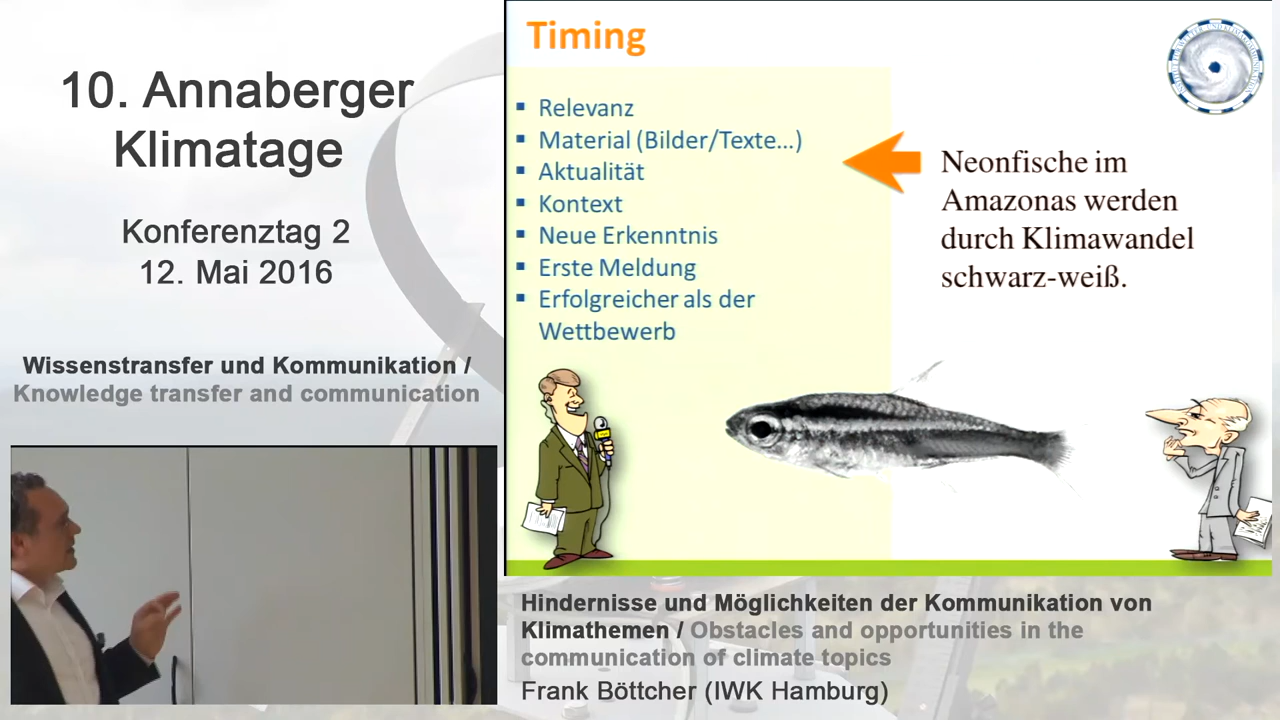 10. Annaberger
Klimatage
Konferenztag 2
12. Mai 2016
Wissenstransfer und Kommunikation /
Knowledge transfer and communication
Timing
Relevanz
Material (Bilder/Texte...)
Aktualität
Kontext
Neue Erkenntnis
Erste Meldung
Erfolgreicher als der
Wettbewerb
Neonfische im
Amazonas werden
durch Klimawandel
schwarz-weiß.
Hindernisse und Möglichkeiten der Kommunikation von
Klimathemen / Obstacles and opportunities in the
communication of climate topics
Frank Böttcher (IWK Hamburg)